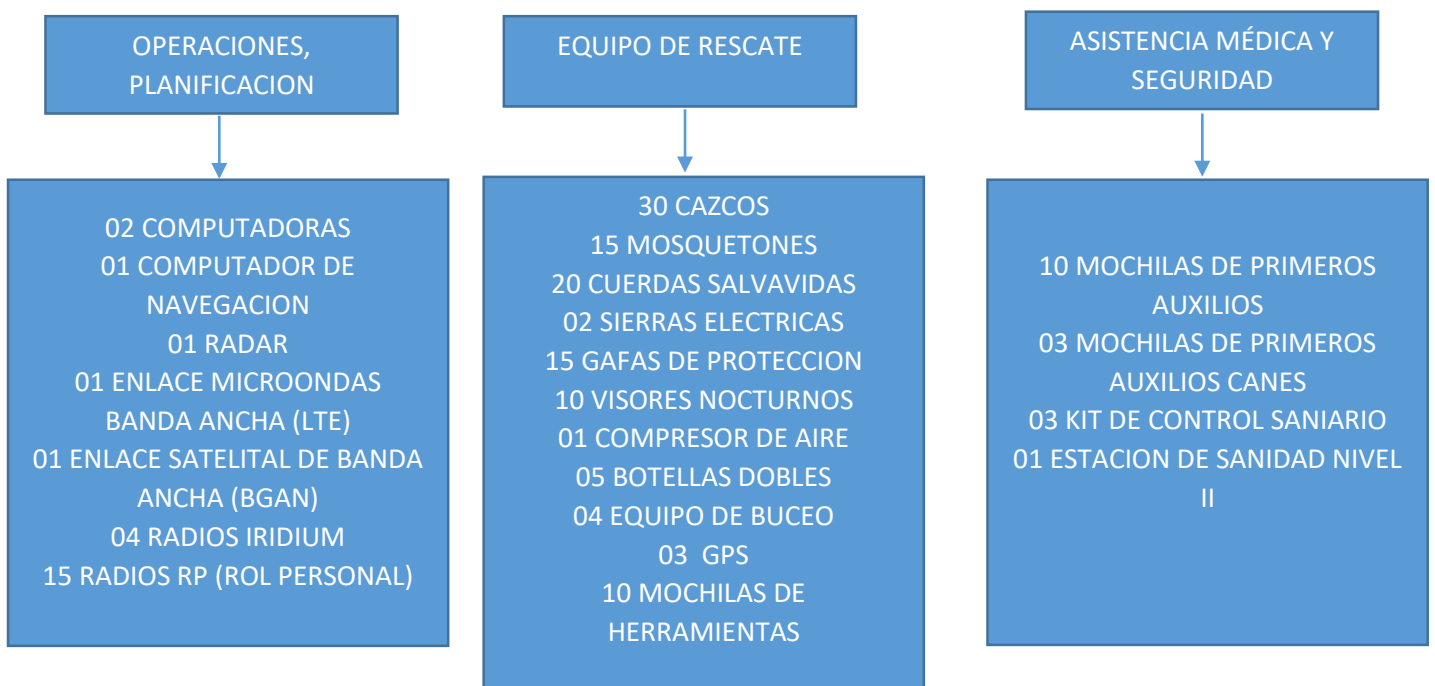 OPERACIONES,
PLANIFICACION
02 COMPUTADORAS
01 COMPUTADOR DE
NAVEGACION
01 RADAR
01 ENLACE MICROONDAS
BANDA ANCHA (LTE)
01 ENLACE SATELITAL DE BANDA
ANCHA (BGAN)
04 RADIOS IRIDIUM
15 RADIOS RP (ROL PERSONAL)
EQUIPO DE RESCATE
30 CAZCOS
15 MOSQUETONES
20 CUERDAS SALVAVIDAS
02 SIERRAS ELECTRICAS
15 GAFAS DE PROTECCION
10 VISORES NOCTURNOS
01 COMPRESOR DE AIRE
05 BOTELLAS DOBLES
04 EQUIPO DE BUCEO
03 GPS
10 MOCHILAS DE
HERRAMIENTAS
ASISTENCIA MÉDICA Y
SEGURIDAD
10 MOCHILAS DE PRIMEROS
AUXILIOS
03 MOCHILAS DE PRIMEROS
AUXILIOS CANES
03 KIT DE CONTROL SANIARIO
01 ESTACION DE SANIDAD NIVEL
II